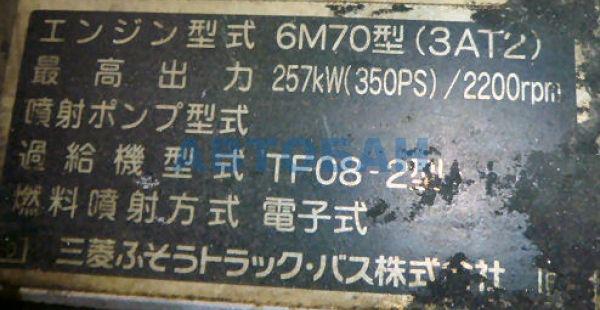 エンジン型式 6M70型(3AT2)
最高出力 257kW(350PS)/2200rpm
噴射ポンプ型式
過給機型式 TF08-2型
燃料噴射方式 電子式
三菱ふそうトラック・バス株式会社